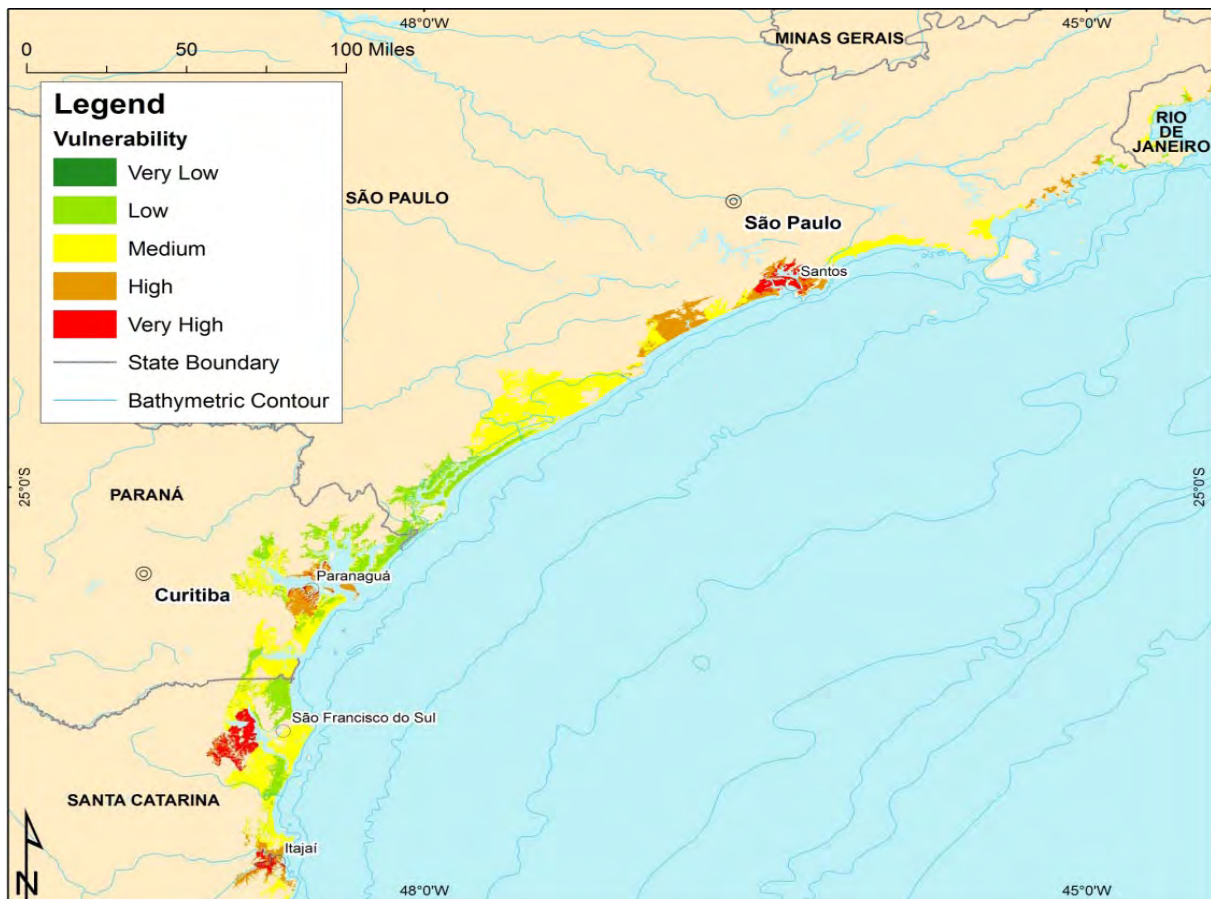 48°0'W
45°0'W
0 50 100 Miles
MINAS GERAIS
Legend
Vulnerability
Very Low
Low
Medium
High
Very High
State Boundary
Bathymetric Contour
RIO
DE
JANEIRO
SÃO PAULO
São Paulo
Santos
25°0'S
25°0'S
PARANÁ
Paranaguá
Curitiba
São Francisco do Sul
SANTA CATARINA
Itajaí
N
48°0'W
45°0'W